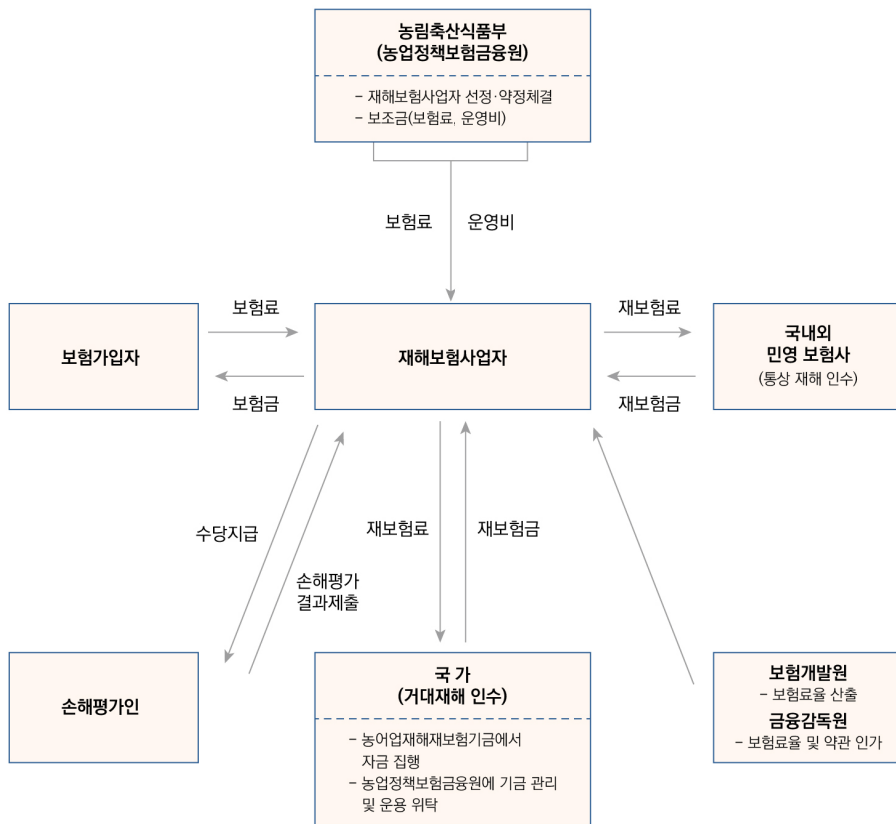 농림축산식품부
(농업정책보험금융원)
– 재해보험사업자 선정·약정체결
– 보조금(보험료, 운영비)
보험료 운영비
보험료
재보험료
보험가입자
재해보험사업자
국내외
민영 보험사
(통상 재해 인수)
보험금
재보험금
수당지급
재보험료
재보험금
손해평가
결과제출
손해평가인
국 가
(거대재해 인수)
– 농어업재해재보험기금에서
자금 집행
– 농업정책보험금융원에 기금 관리
및 운용 위탁
보험개발원
– 보험료율 산출
금융감독원
– 보험료율 및 약관 인가